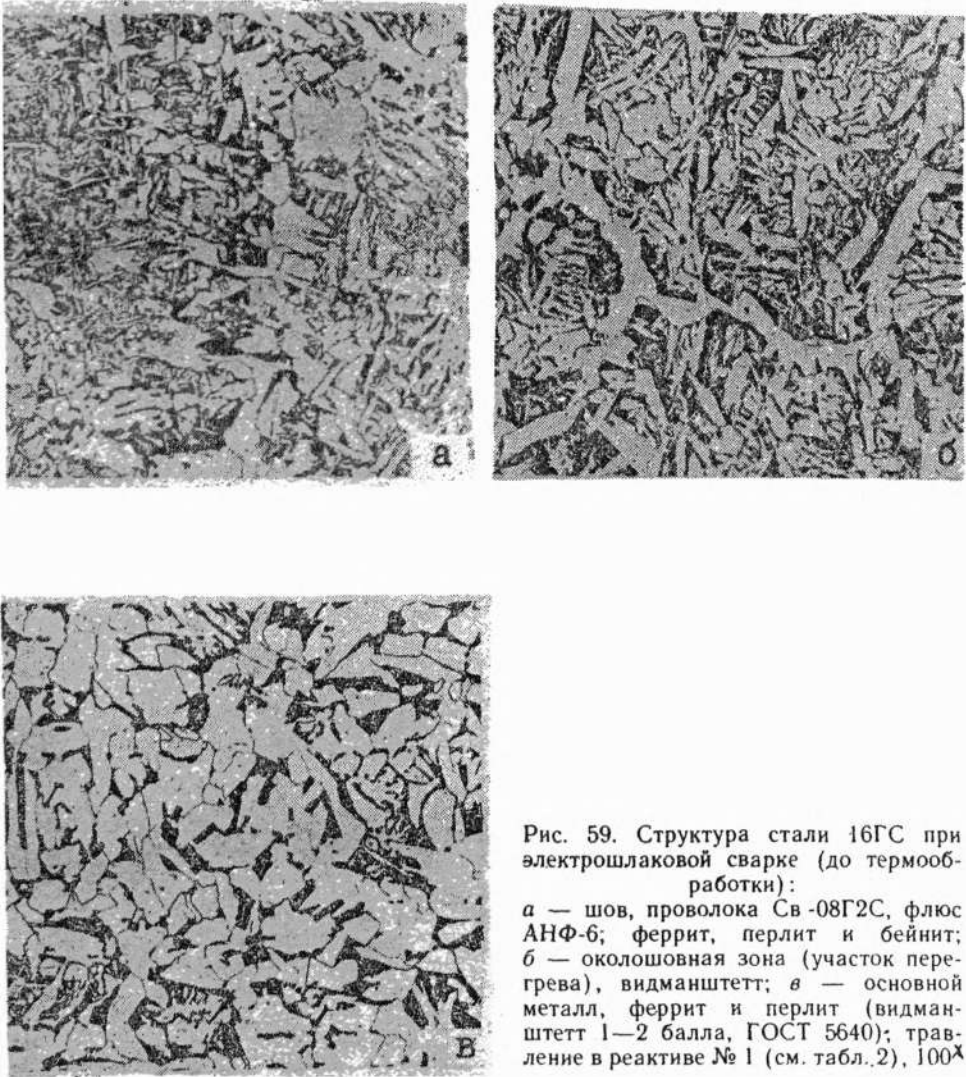 а
б
в
Рис. 59. Структура стали 16ГС при
электрошлаковой сварке (до термооб-
работки):
а — шов, проволока Св-08Г2С, флюс
АНФ-6; феррит, перлит и бейнит;
б — околошовная зона (участок пере-
грева), видманштетт; в — основной
металл, феррит и перлит (видман-
штетт 1—2 балла, ГОСТ 5640); трав-
ление в реактиве № 1 (см. табл. 2), 100ˣ